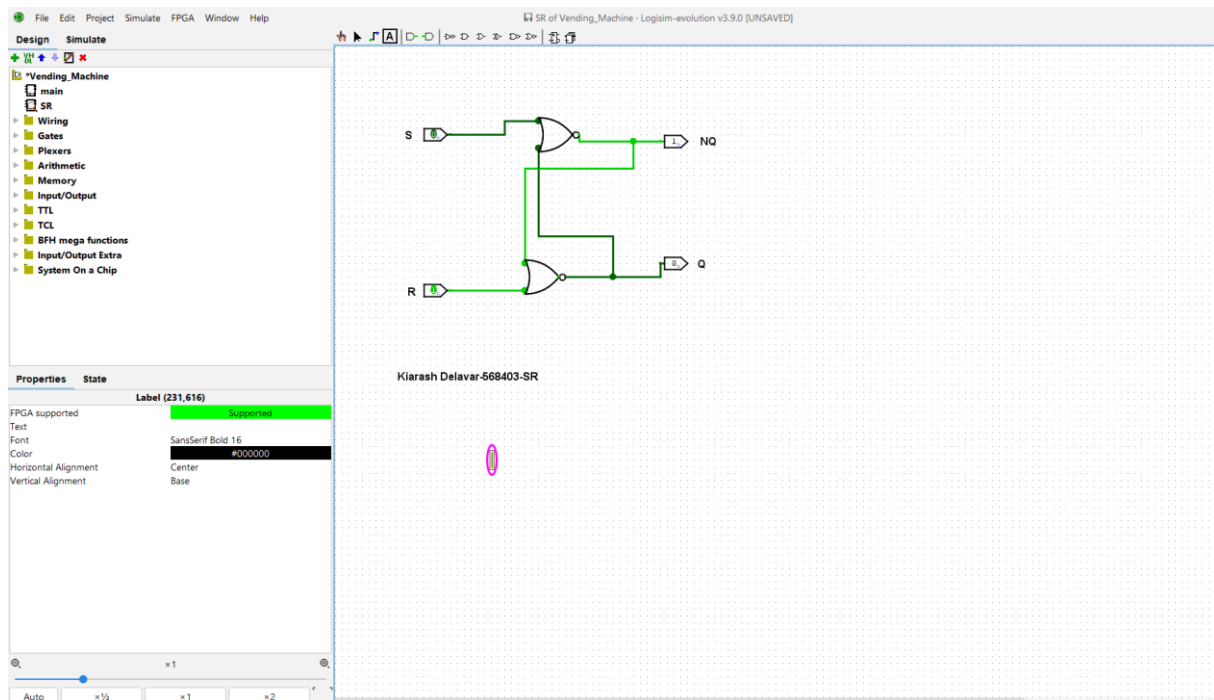 File Edit Project Simulate FPGA Window Help
SR of Vending_Machine - Logisim-evolution v3.9.0 [UNSAVED]
Design Simulate
A
*Vending_Machine
main
SR
Wiring
Gates
Plexers
Arithmetic
Memory
Input/Output
TTL
TCL
BFH mega functions
Input/Output Extra
System On a Chip
S 0
1 NQ
0 Q
R
Kiarash Delavar-568403-SR
Properties State
Label (231,616)
FPGA supported Supported
Text
Font SansSerif Bold 16
Color #000000
Horizontal Alignment Center
Vertical Alignment Base
×1
Auto ×½ ×1 ×2